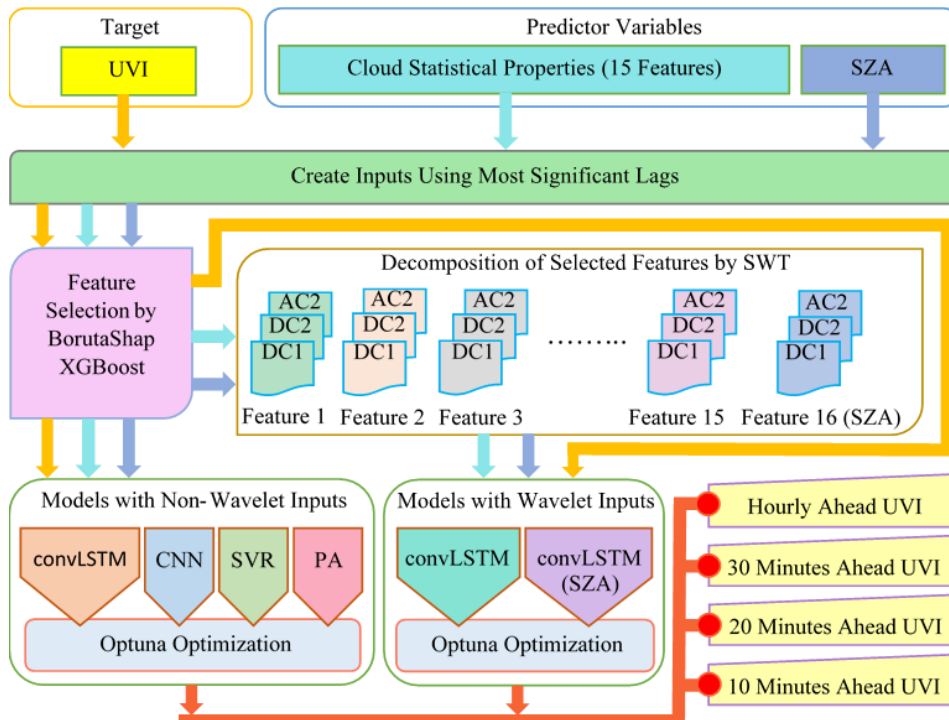 Target
UVI
Predictor Variables
Cloud Statistical Properties (15 Features)
SZA
Create Inputs Using Most Significant Lags
Feature
Selection by
BorutaShap
XGBoost
Decomposition of Selected Features by SWT
AC2
DC2
DC1
Feature 1
AC2
DC2
DC1
Feature 2
AC2
DC2
DC1
Feature 3
………..
AC2
DC2
DC1
Feature 15
AC2
DC2
DC1
Feature 16 (SZA)
Models with Non-Wavelet Inputs
convLSTM
CNN
SVR
PA
Optuna Optimization
Models with Wavelet Inputs
convLSTM
convLSTM
(SZA)
Optuna Optimization
Hourly Ahead UVI
30 Minutes Ahead UVI
20 Minutes Ahead UVI
10 Minutes Ahead UVI